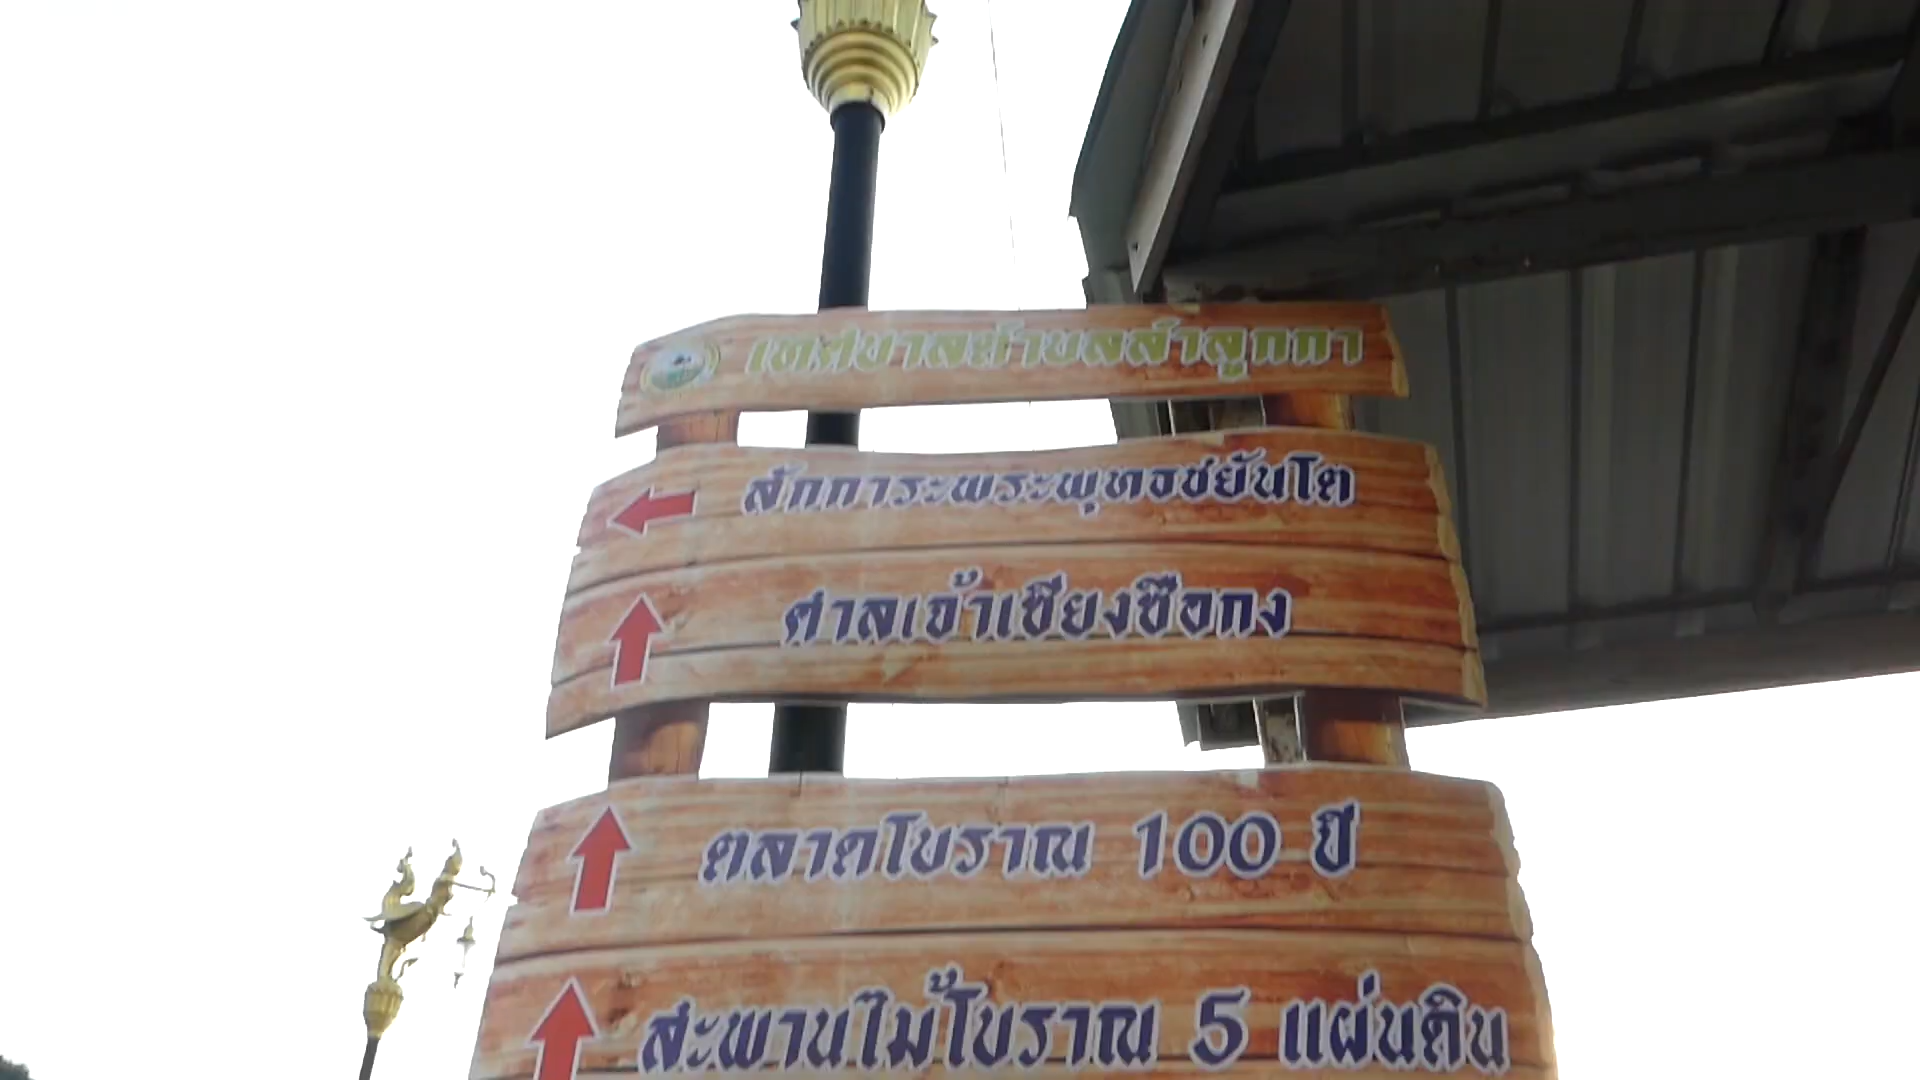 เทศบาลตำบลลำลูกกา
สักการะพระพุทธชยันโต
ศาลเจ้าเซียงซือกง
ตลาดโบราณ 100 ปี
สะพานไม้โบราณ 5 แผ่นดิน